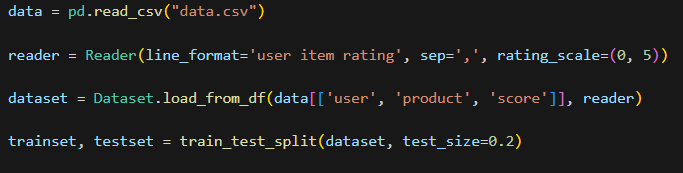 data = pd.read_csv("data.csv")
reader = Reader(line_format='user item rating', sep=',', rating_scale=(0, 5))
dataset = Dataset.load_from_df(data[['user', 'product', 'score']], reader)
trainset, testset = train_test_split(dataset, test_size=0.2)